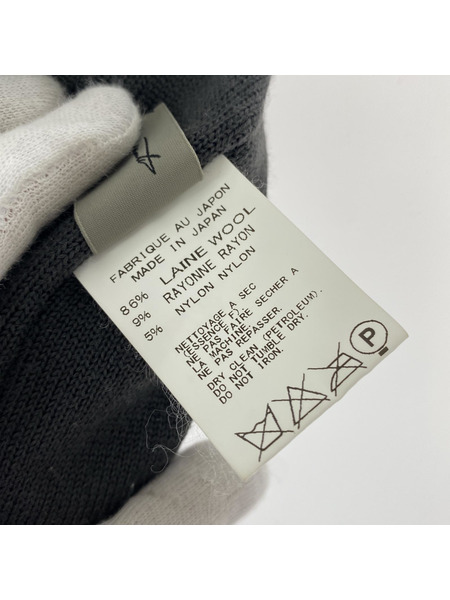 FABRIQUE AU JAPON
MADE IN JAPAN
86% LAINE WOOL
9% RAYONNE RAYON
5% NYLON NYLON
NETTOYAGE A SEC
(ESSENCE F).
NE PAS FAIRE SECHER A
LA MACHINE.
NE PAS REPASSER.
DRY CLEAN (PETROLEUM).
DO NOT TUMBLE DRY.
DO NOT IRON.
P